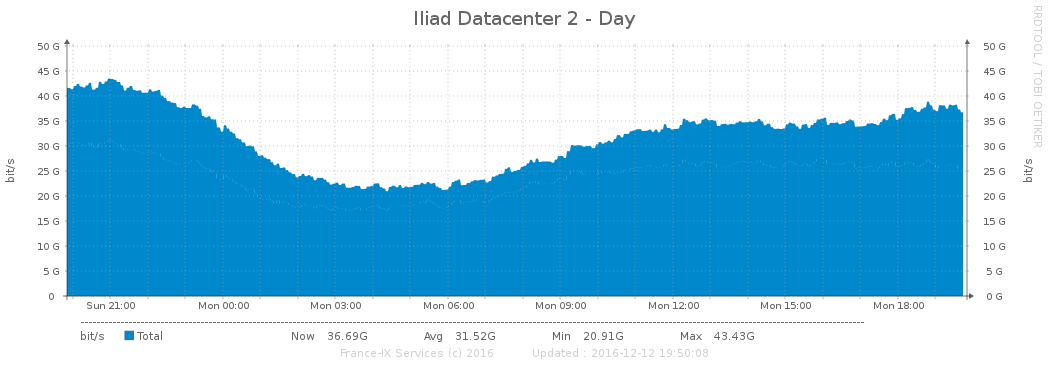 Iliad Datacenter 2 - Day
RRDTOOL / TOBI OETIKER
50 G 50 G
45 G 45 G
40 G 40 G
35 G 35 G
30 G 30 G
25 G 25 G
20 G 20 G
15 G 15 G
10 G 10 G
5 G 5 G
0 0 G
bit/s bit/s
Sun 21:00 Mon 00:00 Mon 03:00 Mon 06:00 Mon 09:00 Mon 12:00 Mon 15:00 Mon 18:00
bit/s Total Now 36.69G Avg 31.52G Min 20.91G Max 43.43G
France-IX Services (c) 2016 Updated : 2016-12-12 19:50:08